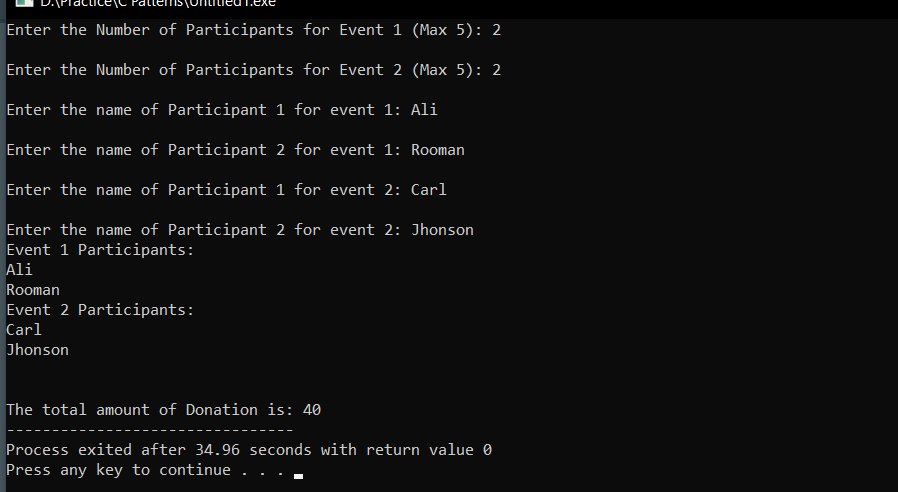 D:\Practice\C Patterns\Untitled1.exe
Enter the Number of Participants for Event 1 (Max 5): 2
Enter the Number of Participants for Event 2 (Max 5): 2
Enter the name of Participant 1 for event 1: Ali
Enter the name of Participant 2 for event 1: Rooman
Enter the name of Participant 1 for event 2: Carl
Enter the name of Participant 2 for event 2: Jhonson
Event 1 Participants:
Ali
Rooman
Event 2 Participants:
Carl
Jhonson
The total amount of Donation is: 40
--------------------------------
Process exited after 34.96 seconds with return value 0
Press any key to continue . . .